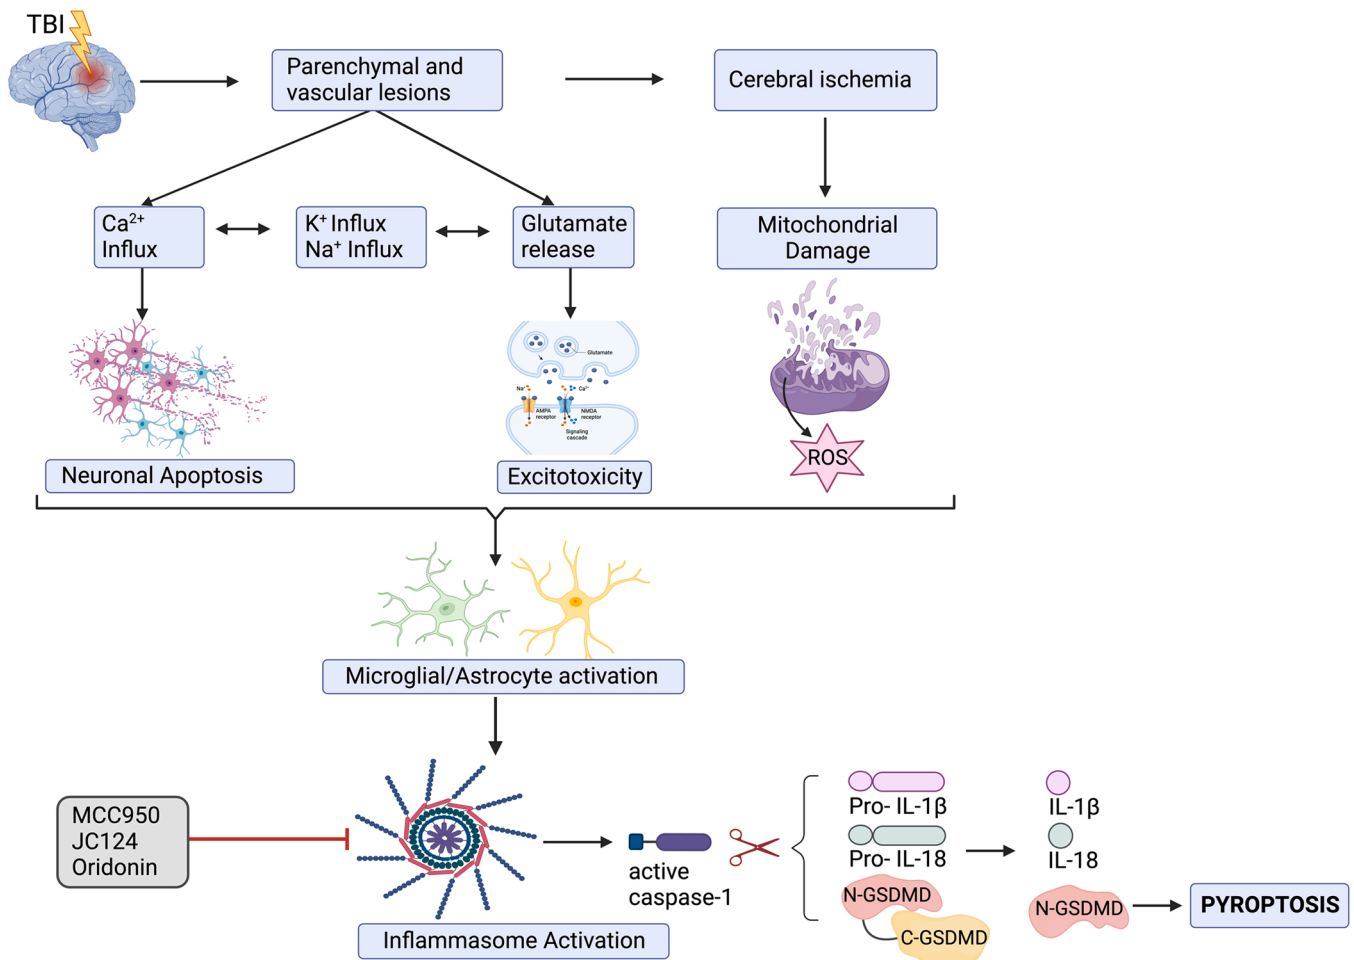 TBI
Parenchymal and
vascular lesions
Cerebral ischemia
Ca²⁺
Influx
K⁺ Influx
Na⁺ Influx
Glutamate
release
Mitochondrial
Damage
Glutamate
Na⁺
Ca²⁺
AMPA
receptor
NMDA
receptor
Signaling
cascade
ROS
Neuronal Apoptosis
Excitotoxicity
Microglial/Astrocyte activation
MCC950
JC124
Oridonin
Inflammasome Activation
active
caspase-1
Pro- IL-1β
Pro- IL-18
N-GSDMD
C-GSDMD
IL-1β
IL-18
N-GSDMD
PYROPTOSIS